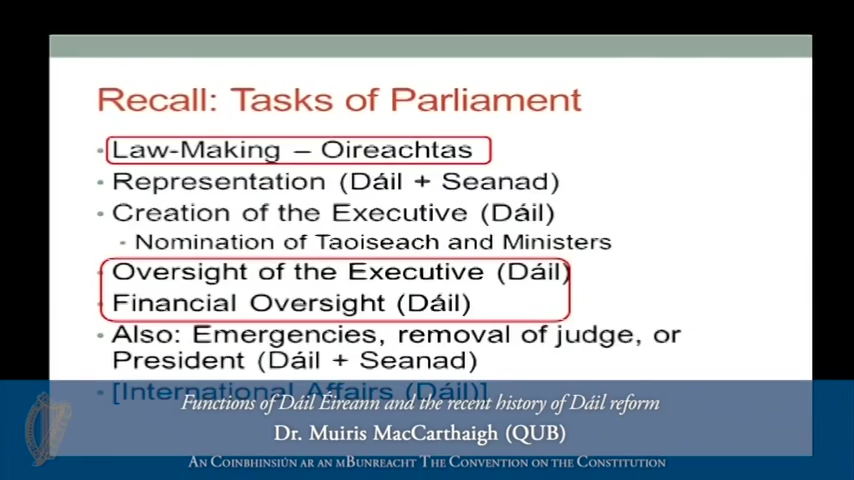 Recall: Tasks of Parliament
• Law-Making – Oireachtas
• Representation (Dáil + Seanad)
• Creation of the Executive (Dáil)
• Nomination of Taoiseach and Ministers
• Oversight of the Executive (Dáil)
• Financial Oversight (Dáil)
• Also: Emergencies, removal of judge, or
President (Dáil + Seanad)
• [International Affairs (Dáil)]
Functions of Dáil Éireann and the recent history of Dáil reform
Dr. Muiris MacCarthaigh (QUB)
An Coinbhinsiún ar an mBunreacht The Convention on the Constitution